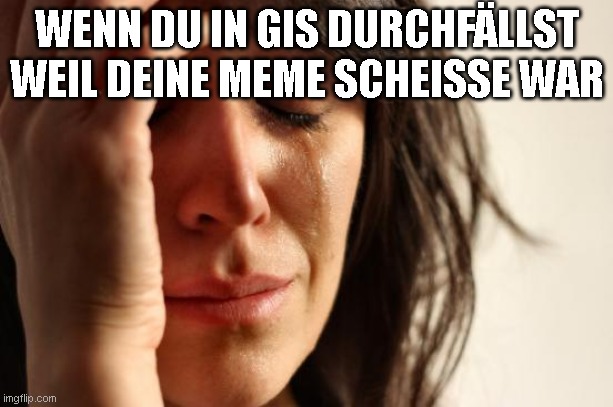 WENN DU IN GIS DURCHFÄLLST
WEIL DEINE MEME SCHEISSE WAR
imgflip.com